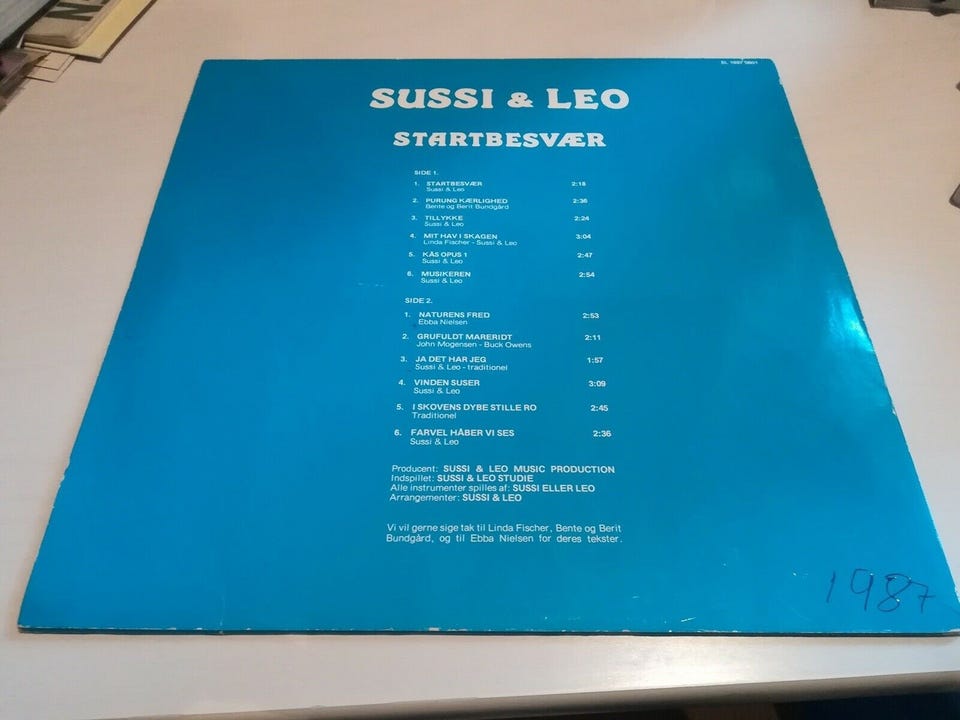 SUSSI & LEO
STARTBESVÆR
SIDE 1.
1. STARTBESVÆR 2:18
Sussi & Leo
2. PURUNG KÆRLIGHED 2:36
Bente og Berit Bundgård
3. TILLYKKE 2:24
Sussi & Leo
4. MIT HAV I SKAGEN 3:04
Linda Fischer - Sussi & Leo
5. KÅS OPUS 1 2:47
Sussi & Leo
6. MUSIKEREN 2:54
Sussi & Leo
SIDE 2.
1. NATURENS FRED 2:53
Ebba Nielsen
2. GRUFULDT MARERIDT 2:11
John Mogensen - Buck Owens
3. JA DET HAR JEG 1:57
Sussi & Leo - traditionel
4. VINDEN SUSER 3:09
Sussi & Leo
5. I SKOVENS DYBE STILLE RO 2:45
Traditionel
6. FARVEL HÅBER VI SES 2:36
Sussi & Leo
Producent: SUSSI & LEO MUSIC PRODUCTION
Indspillet: SUSSI & LEO STUDIE
Alle instrumenter spilles af: SUSSI ELLER LEO
Arrangementer: SUSSI & LEO
Vi vil gerne sige tak til Linda Fischer, Bente og Berit
Bundgård, og til Ebba Nielsen for deres tekster.
1987